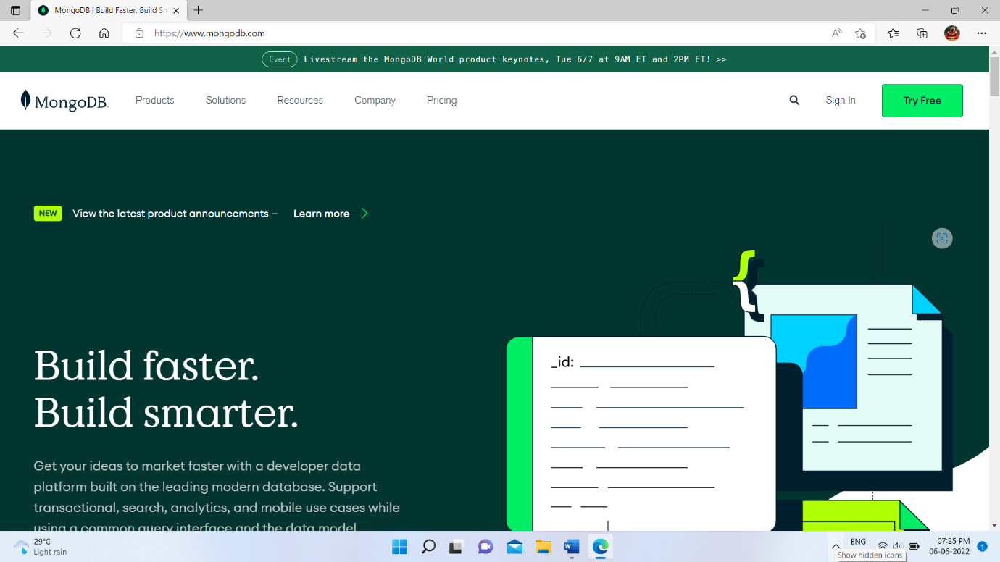 MongoDB | Build Faster. Build Sm
https://www.mongodb.com
Event Livestream the MongoDB World product keynotes, Tue 6/7 at 9AM ET and 2PM ET! >>
MongoDB. Products Solutions Resources Company Pricing Sign In Try Free
NEW View the latest product announcements – Learn more
{
_id:
Build faster.
Build smarter.
Get your ideas to market faster with a developer data
platform built on the leading modern database. Support
transactional, search, analytics, and mobile use cases while
using a common query interface and the data model
29°C
Light rain
ENG
07:25 PM
06-06-2022
1
Show hidden icons